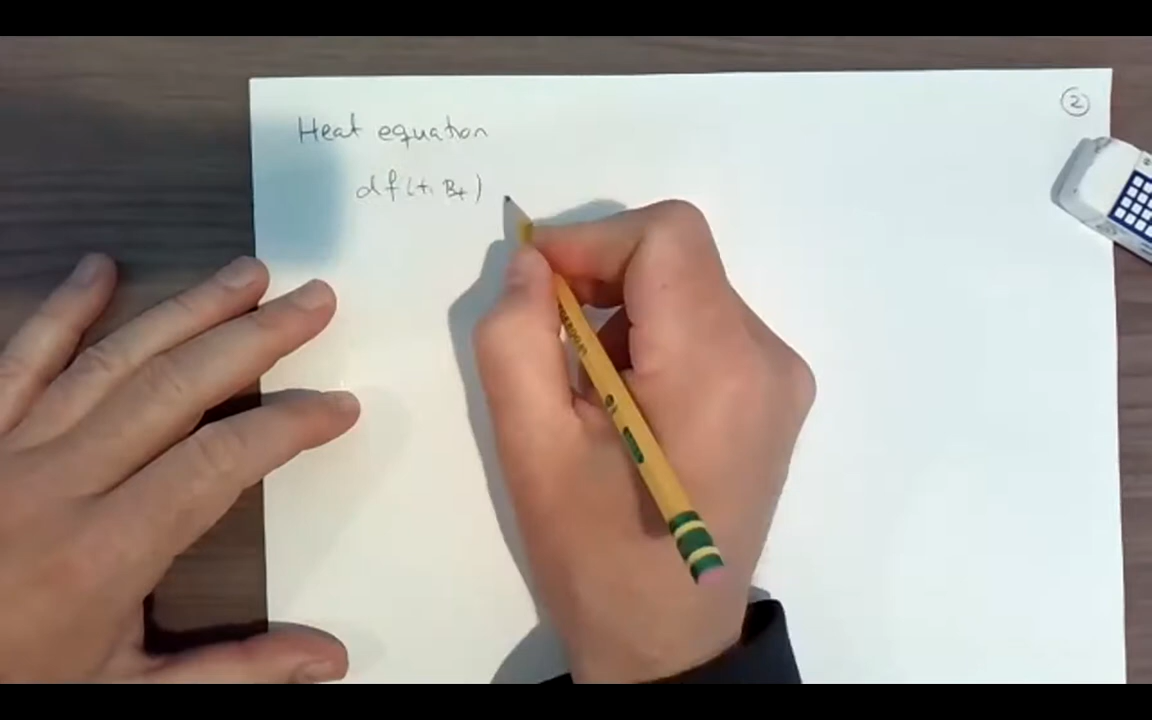 ②
Heat equation
df(t, Bt)